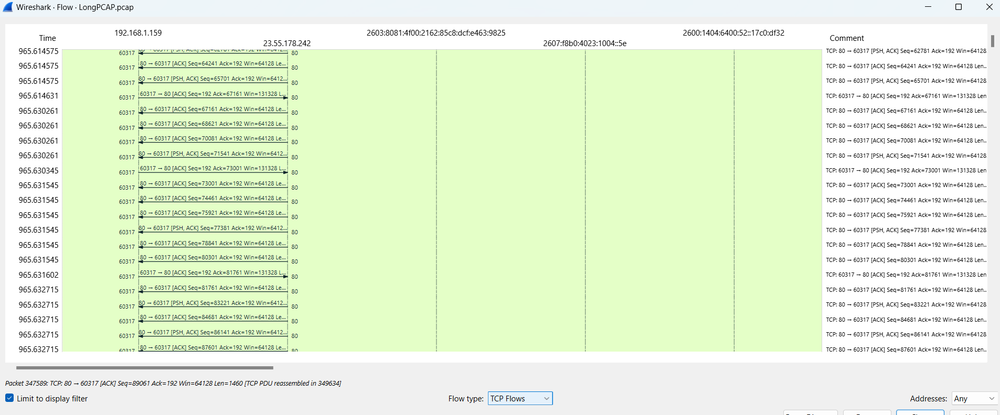 Wireshark · Flow · LongPCAP.pcap
Time
192.168.1.159
23.55.178.242
2603:8081:4f00:2162:85c8:dcf:e463:9825
2607:f8b0:4023:1004::5e
2600:1404:6400:52::17c0:df32
Comment
965.614575 60317 80 → 60317 [PSH, ACK] Seq=62781 Ack=192 Win=6412... 80 TCP: 80 → 60317 [PSH, ACK] Seq=62781 Ack=192 Win=64128
965.614575 60317 80 → 60317 [ACK] Seq=64241 Ack=192 Win=64128 Le... 80 TCP: 80 → 60317 [ACK] Seq=64241 Ack=192 Win=64128 Len..
965.614575 60317 80 → 60317 [PSH, ACK] Seq=65701 Ack=192 Win=6412... 80 TCP: 80 → 60317 [PSH, ACK] Seq=65701 Ack=192 Win=64128
965.614631 60317 60317 → 80 [ACK] Seq=192 Ack=67161 Win=131328 L... 80 TCP: 60317 → 80 [ACK] Seq=192 Ack=67161 Win=131328 Len
965.630261 60317 80 → 60317 [ACK] Seq=67161 Ack=192 Win=64128 Le... 80 TCP: 80 → 60317 [ACK] Seq=67161 Ack=192 Win=64128 Len..
965.630261 60317 80 → 60317 [ACK] Seq=68621 Ack=192 Win=64128 Le... 80 TCP: 80 → 60317 [ACK] Seq=68621 Ack=192 Win=64128 Len..
965.630261 60317 80 → 60317 [ACK] Seq=70081 Ack=192 Win=64128 Le... 80 TCP: 80 → 60317 [ACK] Seq=70081 Ack=192 Win=64128 Len..
965.630261 60317 80 → 60317 [PSH, ACK] Seq=71541 Ack=192 Win=6412... 80 TCP: 80 → 60317 [PSH, ACK] Seq=71541 Ack=192 Win=64128
965.630345 60317 60317 → 80 [ACK] Seq=192 Ack=73001 Win=131328 L... 80 TCP: 60317 → 80 [ACK] Seq=192 Ack=73001 Win=131328 Len
965.631545 60317 80 → 60317 [ACK] Seq=73001 Ack=192 Win=64128 Le... 80 TCP: 80 → 60317 [ACK] Seq=73001 Ack=192 Win=64128 Len..
965.631545 60317 80 → 60317 [ACK] Seq=74461 Ack=192 Win=64128 Le... 80 TCP: 80 → 60317 [ACK] Seq=74461 Ack=192 Win=64128 Len..
965.631545 60317 80 → 60317 [ACK] Seq=75921 Ack=192 Win=64128 Le... 80 TCP: 80 → 60317 [ACK] Seq=75921 Ack=192 Win=64128 Len..
965.631545 60317 80 → 60317 [PSH, ACK] Seq=77381 Ack=192 Win=6412... 80 TCP: 80 → 60317 [PSH, ACK] Seq=77381 Ack=192 Win=64128
965.631545 60317 80 → 60317 [ACK] Seq=78841 Ack=192 Win=64128 Le... 80 TCP: 80 → 60317 [ACK] Seq=78841 Ack=192 Win=64128 Len..
965.631545 60317 80 → 60317 [ACK] Seq=80301 Ack=192 Win=64128 Le... 80 TCP: 80 → 60317 [ACK] Seq=80301 Ack=192 Win=64128 Len..
965.631602 60317 60317 → 80 [ACK] Seq=192 Ack=81761 Win=131328 L... 80 TCP: 60317 → 80 [ACK] Seq=192 Ack=81761 Win=131328 Len
965.632715 60317 80 → 60317 [ACK] Seq=81761 Ack=192 Win=64128 Le... 80 TCP: 80 → 60317 [ACK] Seq=81761 Ack=192 Win=64128 Len..
965.632715 60317 80 → 60317 [PSH, ACK] Seq=83221 Ack=192 Win=6412... 80 TCP: 80 → 60317 [PSH, ACK] Seq=83221 Ack=192 Win=64128
965.632715 60317 80 → 60317 [ACK] Seq=84681 Ack=192 Win=64128 Le... 80 TCP: 80 → 60317 [ACK] Seq=84681 Ack=192 Win=64128 Len..
965.632715 60317 80 → 60317 [PSH, ACK] Seq=86141 Ack=192 Win=6412... 80 TCP: 80 → 60317 [PSH, ACK] Seq=86141 Ack=192 Win=64128
965.632715 60317 80 → 60317 [ACK] Seq=87601 Ack=192 Win=64128 Le... 80 TCP: 80 → 60317 [ACK] Seq=87601 Ack=192 Win=64128 Len..
Packet 347589: TCP: 80 → 60317 [ACK] Seq=89061 Ack=192 Win=64128 Len=1460 [TCP PDU reassembled in 349634]
Limit to display filter
Flow type: TCP Flows
Addresses: Any